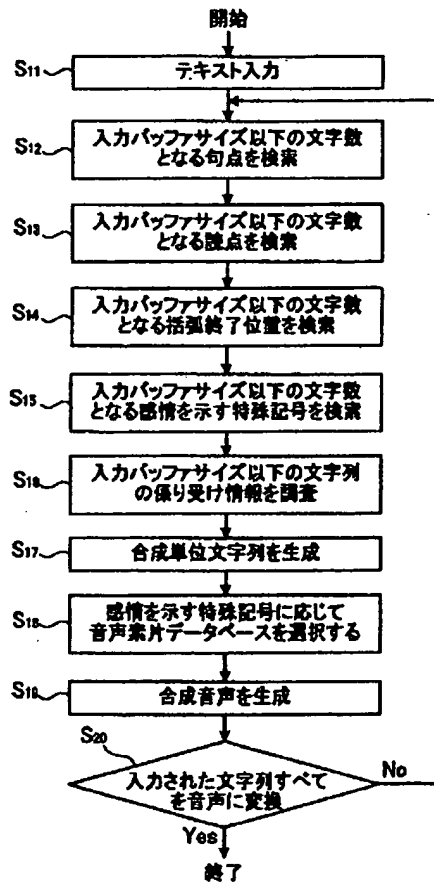 開始
S11
テキスト入力
S12
入力バッファサイズ以下の文字数
となる句点を検索
S13
入力バッファサイズ以下の文字数
となる読点を検索
S14
入力バッファサイズ以下の文字数
となる括弧終了位置を検索
S15
入力バッファサイズ以下の文字数
となる感情を示す特殊記号を検索
S16
入力バッファサイズ以下の文字列
の係り受け情報を調査
S17
合成単位文字列を生成
S18
感情を示す特殊記号に応じて
音声素片データベースを選択する
S19
合成音声を生成
S20
入力された文字列すべて
を音声に変換
No
Yes
終了